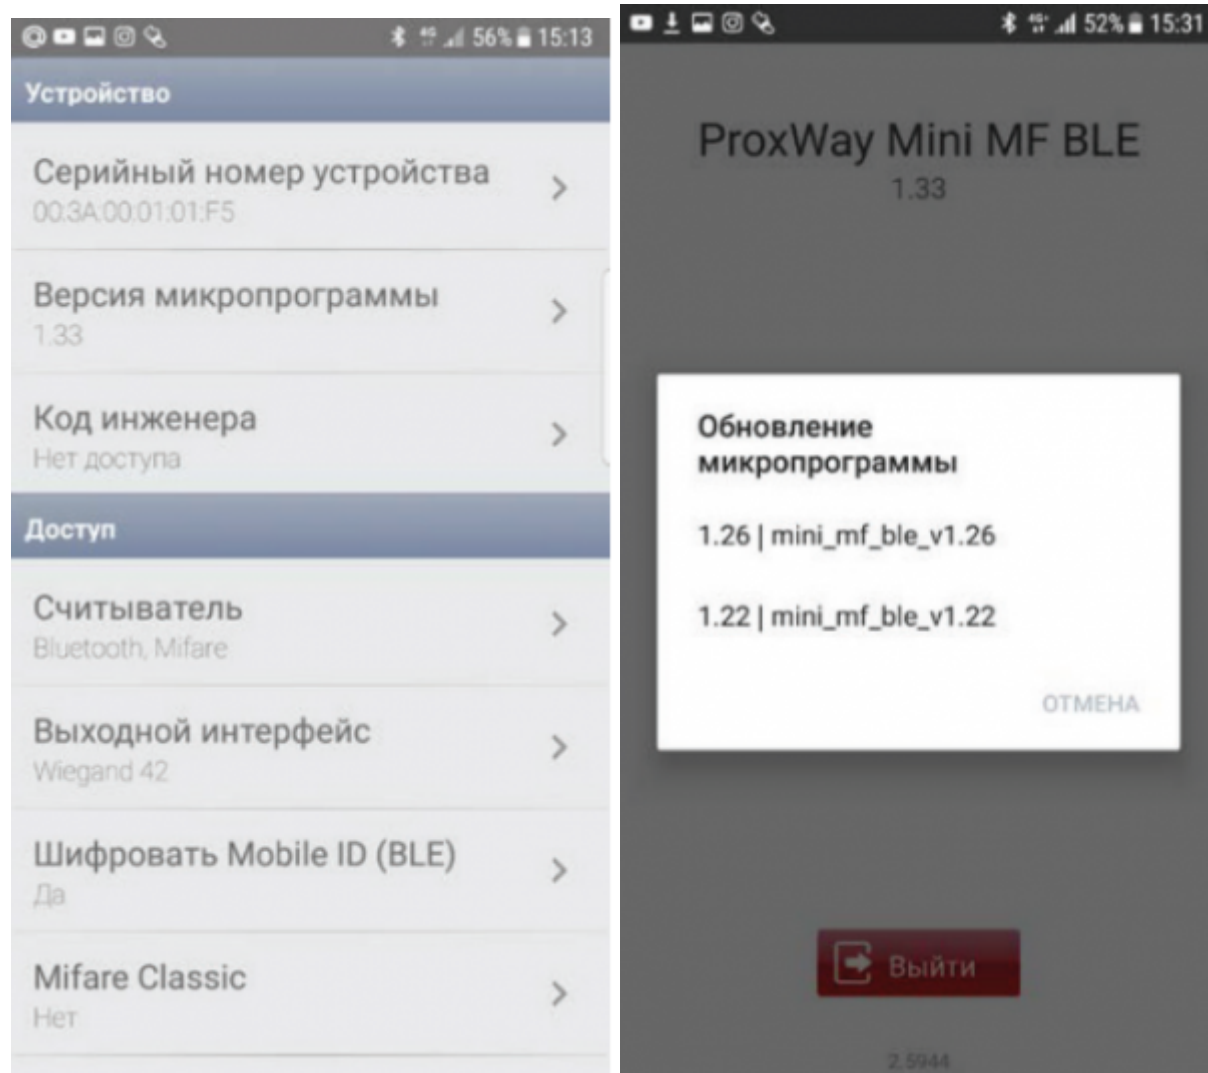 56% 15:13
Устройство
Серийный номер устройства
00:3A:00:01:01:F5
Версия микропрограммы
1.33
Код инженера
Нет доступа
Доступ
Считыватель
Bluetooth, Mifare
Выходной интерфейс
Wiegand 42
Шифровать Mobile ID (BLE)
Да
Mifare Classic
Нет
52% 15:31
ProxWay Mini MF BLE
1.33
Обновление
микропрограммы
1.26 | mini_mf_ble_v1.26
1.22 | mini_mf_ble_v1.22
ОТМЕНА
Выйти
2.5944